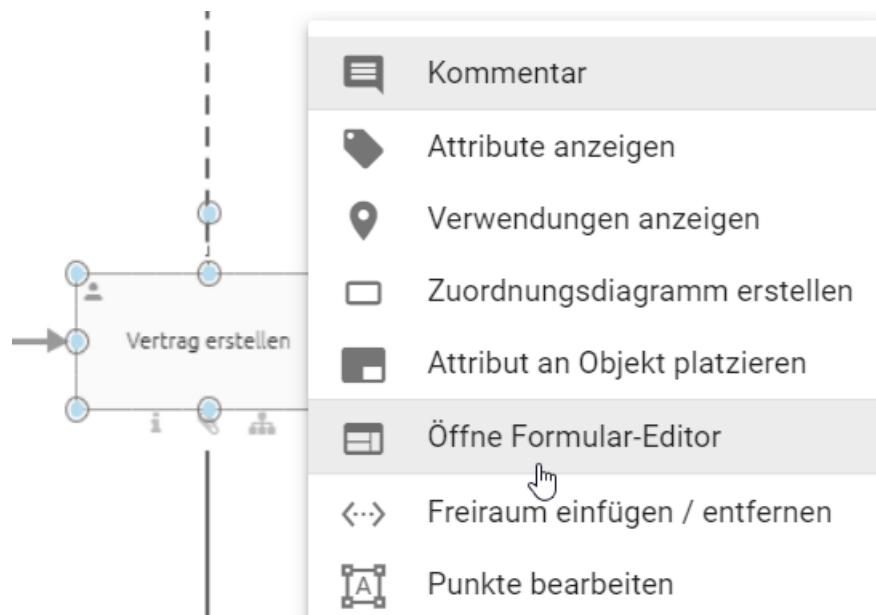 Kommentar
Attribute anzeigen
Verwendungen anzeigen
Zuordnungsdiagramm erstellen
Vertrag erstellen
Attribut an Objekt platzieren
Öffne Formular-Editor
Freiraum einfügen / entfernen
A Punkte bearbeiten